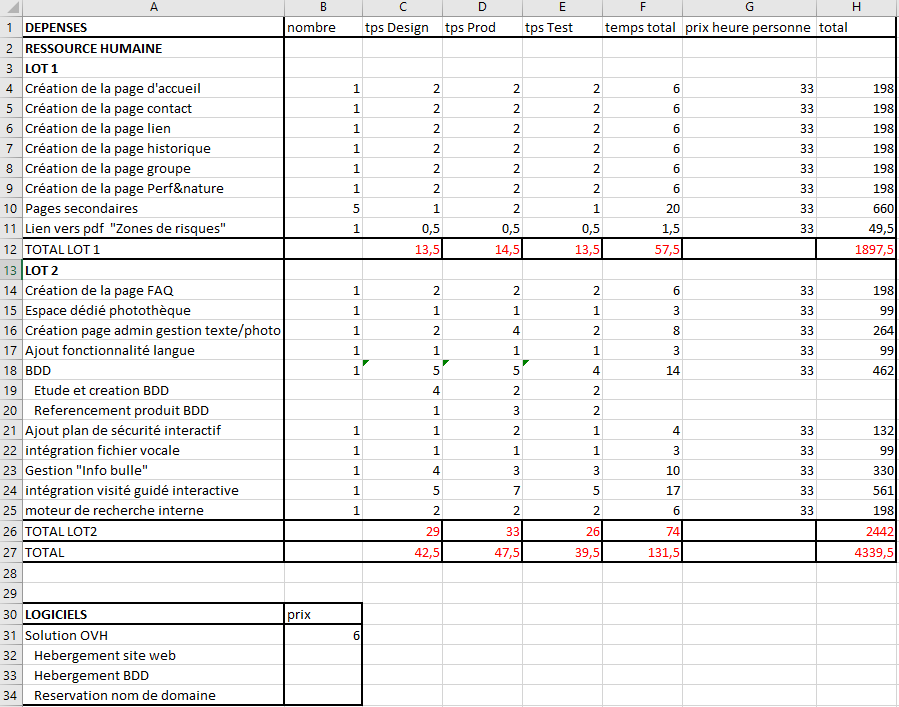 A B C D E F G H
1 DEPENSES nombre tps Design tps Prod tps Test temps total prix heure personne total
2 RESSOURCE HUMAINE
3 LOT 1
4 Création de la page d'accueil 1 2 2 2 6 33 198
5 Création de la page contact 1 2 2 2 6 33 198
6 Création de la page lien 1 2 2 2 6 33 198
7 Création de la page historique 1 2 2 2 6 33 198
8 Création de la page groupe 1 2 2 2 6 33 198
9 Création de la page Perf&nature 1 2 2 2 6 33 198
10 Pages secondaires 5 1 2 1 20 33 660
11 Lien vers pdf "Zones de risques" 1 0,5 0,5 0,5 1,5 33 49,5
12 TOTAL LOT 1 13,5 14,5 13,5 57,5 1897,5
13 LOT 2
14 Création de la page FAQ 1 2 2 2 6 33 198
15 Espace dédié photothèque 1 1 1 1 3 33 99
16 Création page admin gestion texte/photo 1 2 4 2 8 33 264
17 Ajout fonctionnalité langue 1 1 1 1 3 33 99
18 BDD 1 5 5 4 14 33 462
19 Etude et creation BDD 4 2 2
20 Referencement produit BDD 1 3 2
21 Ajout plan de sécurité interactif 1 1 2 1 4 33 132
22 intégration fichier vocale 1 1 1 1 3 33 99
23 Gestion "Info bulle" 1 4 3 3 10 33 330
24 intégration visité guidé interactive 1 5 7 5 17 33 561
25 moteur de recherche interne 1 2 2 2 6 33 198
26 TOTAL LOT2 29 33 26 74 2442
27 TOTAL 42,5 47,5 39,5 131,5 4339,5
28
29
30 LOGICIELS prix
31 Solution OVH 6
32 Hebergement site web
33 Hebergement BDD
34 Reservation nom de domaine